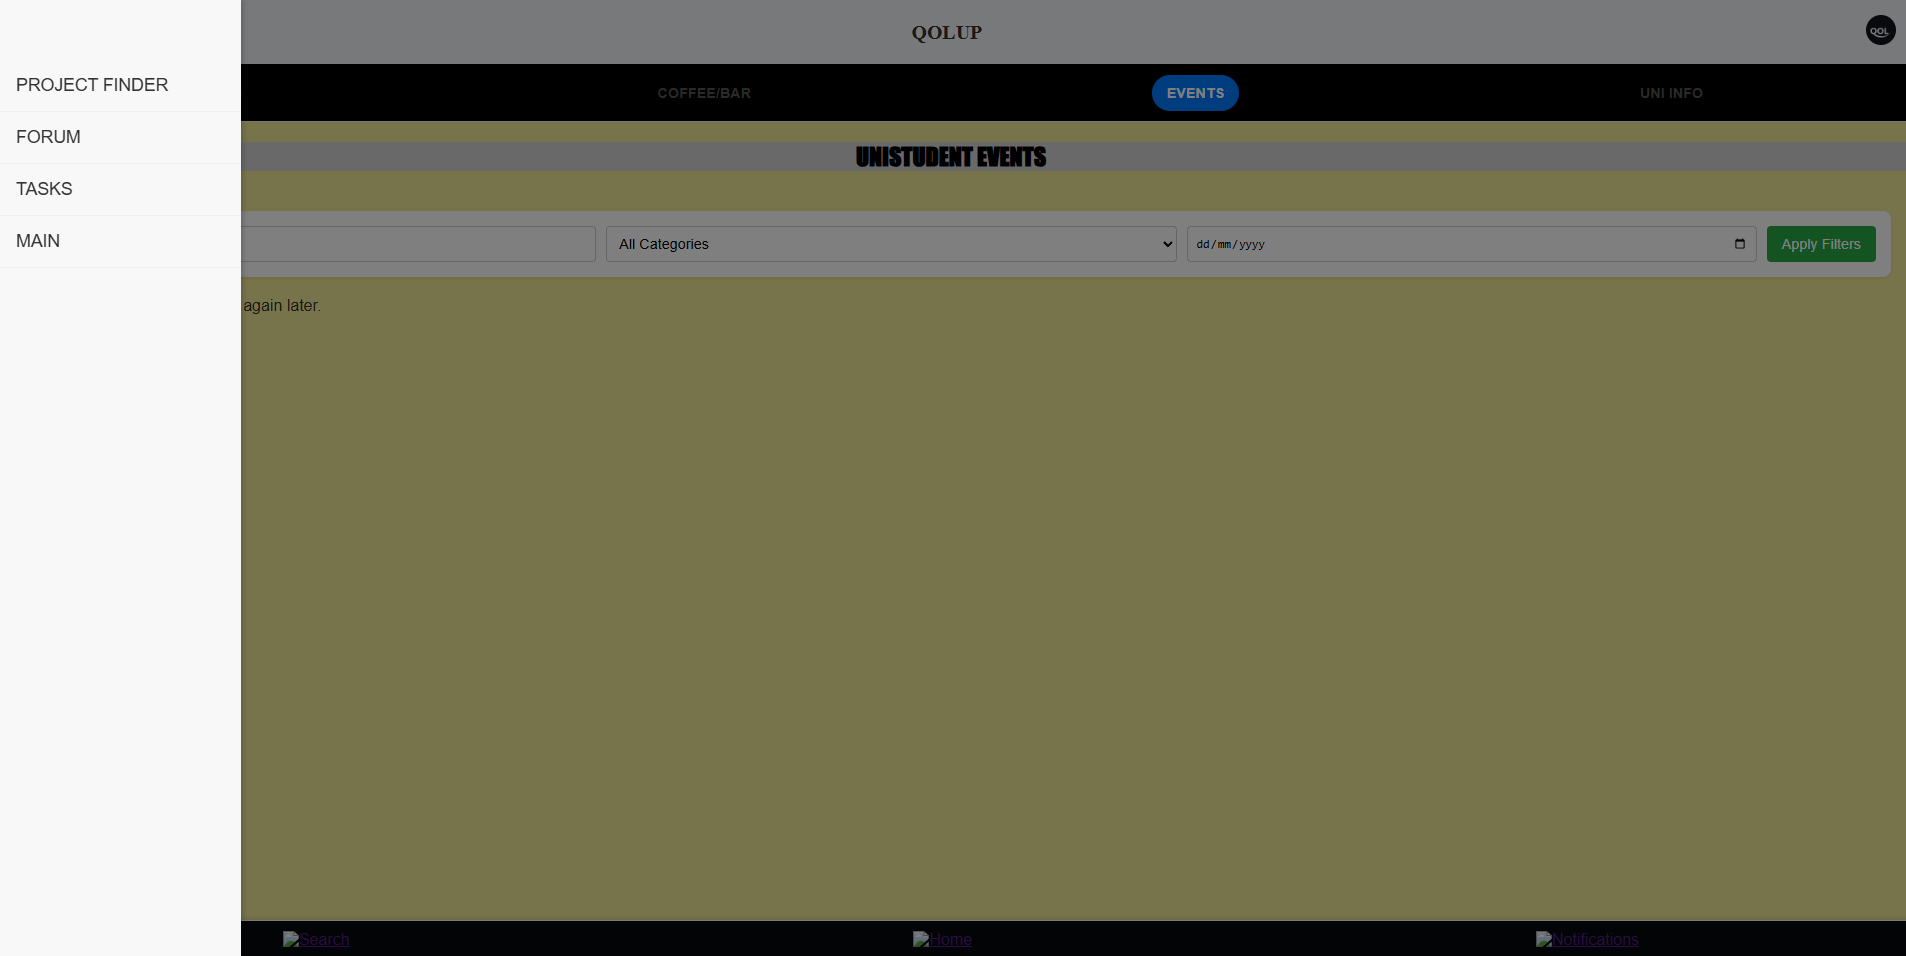 QOLUP
QOL
PROJECT FINDER
FORUM
TASKS
MAIN
COFFEE/BAR
EVENTS
UNI INFO
UNISTUDENT EVENTS
All Categories
dd/mm/yyyy
Apply Filters
again later.
Search
Home
Notifications